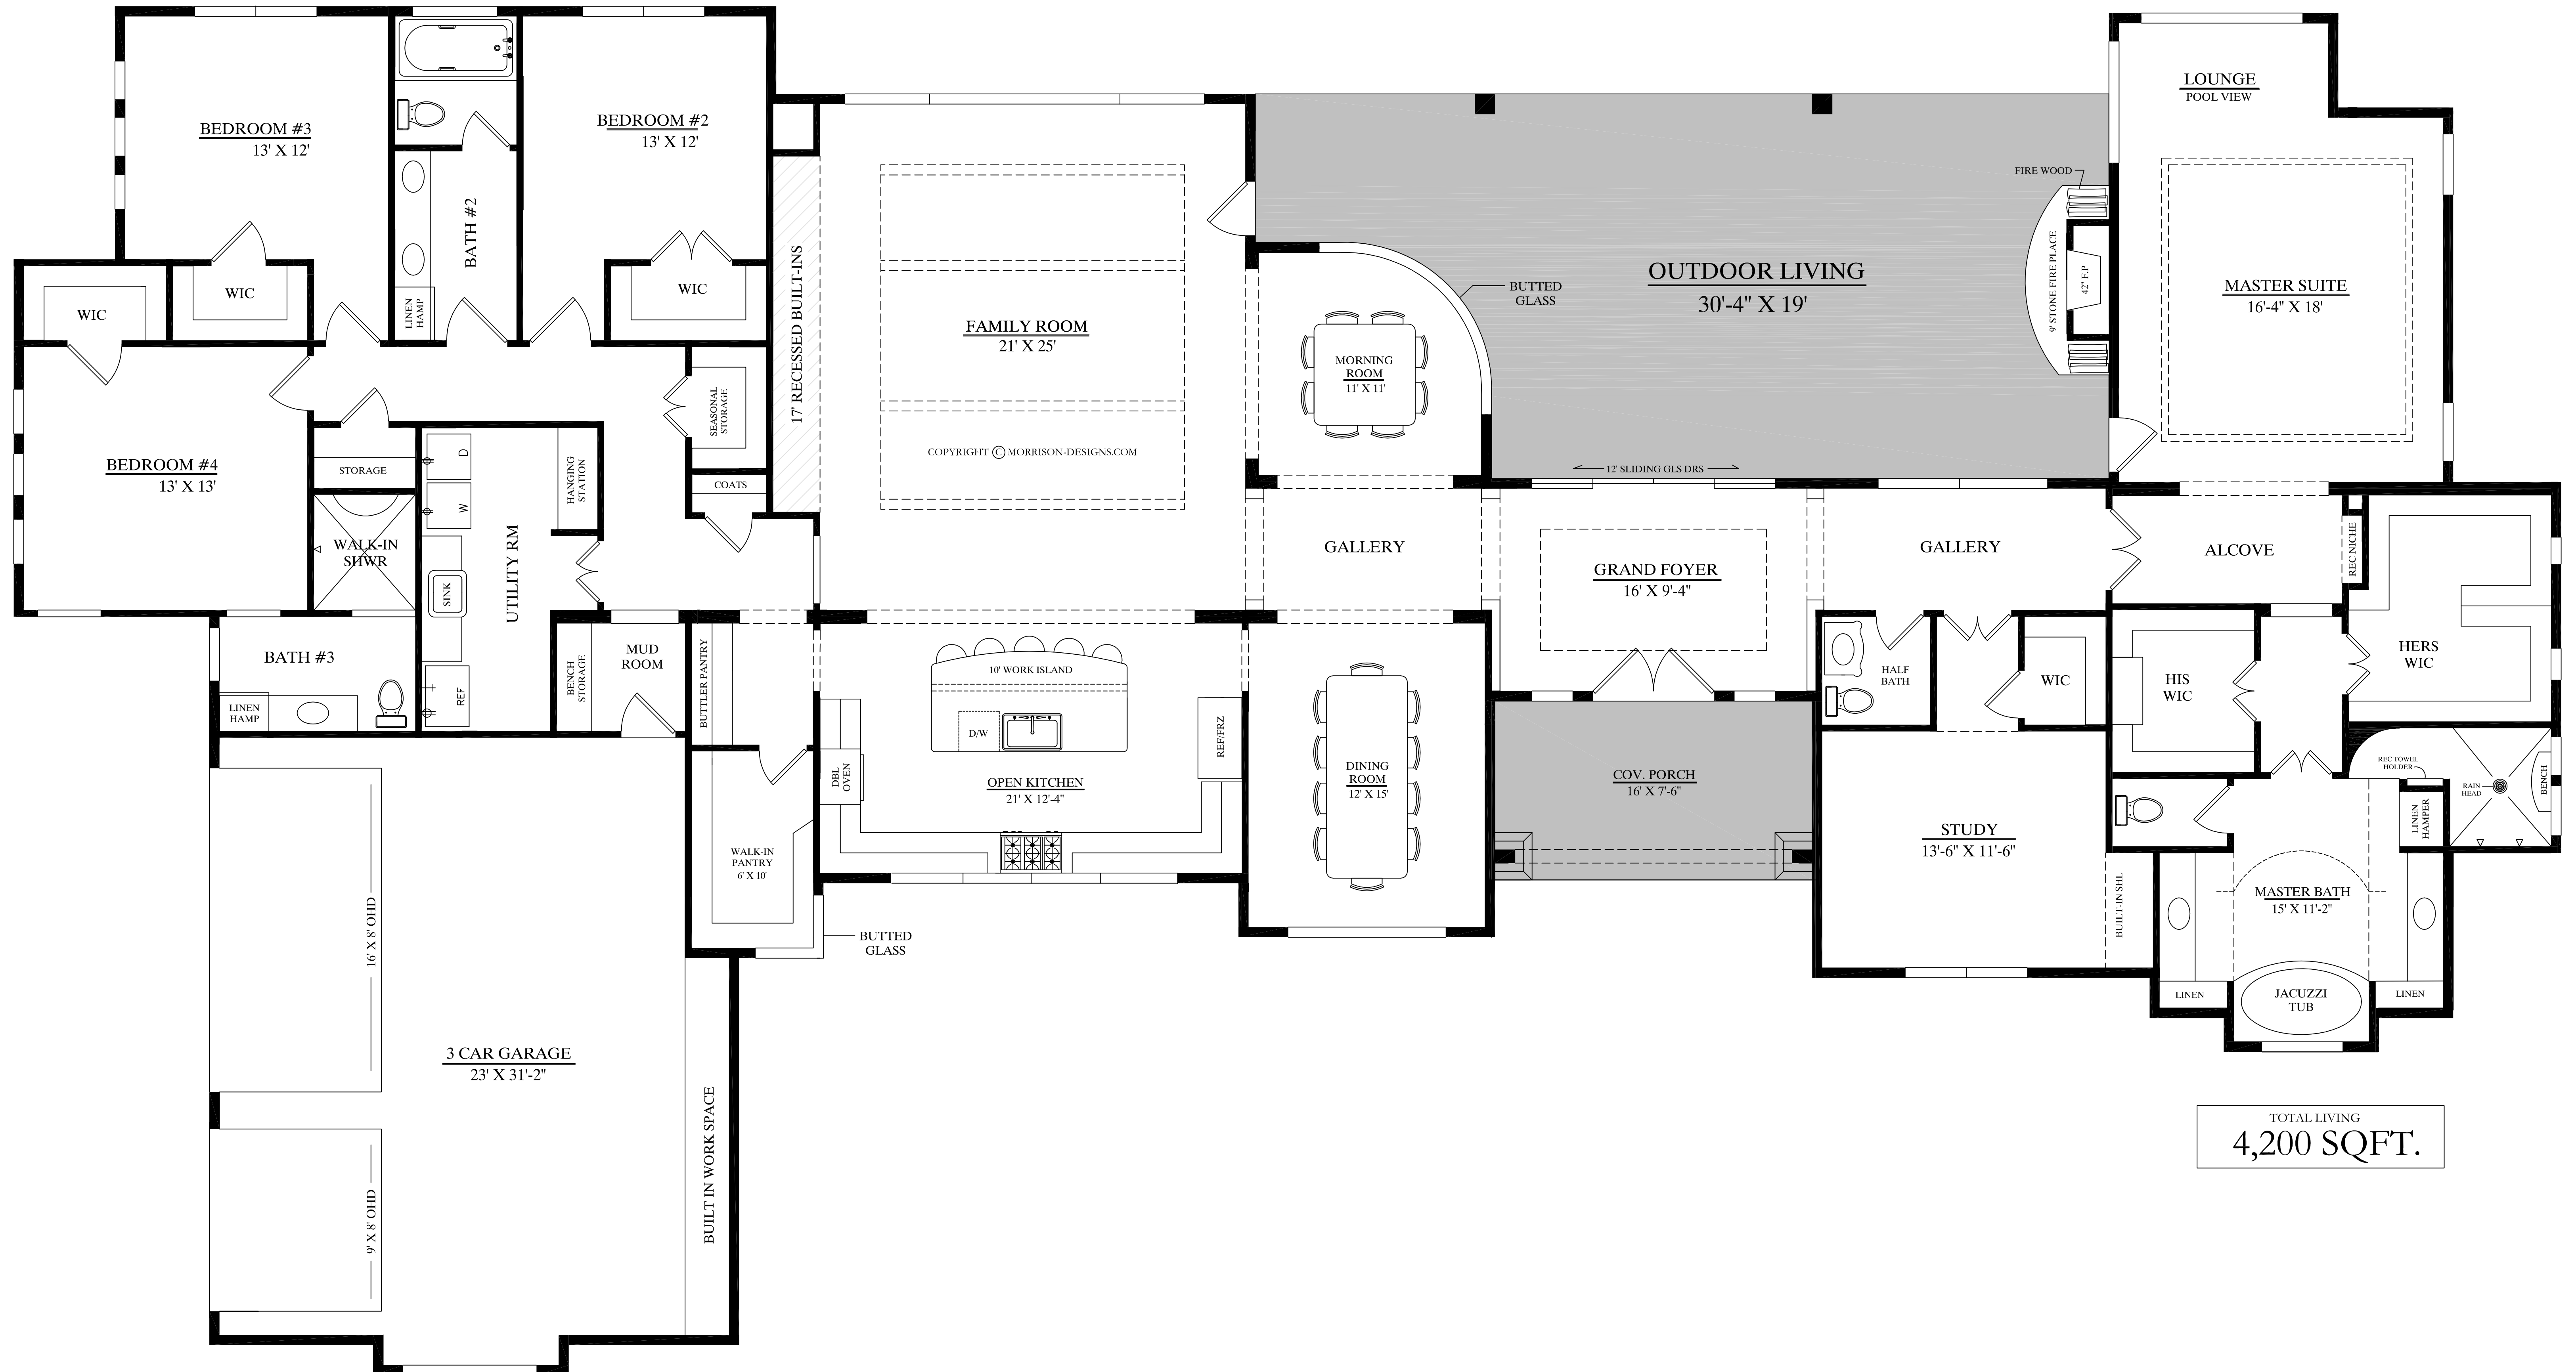 BEDROOM #3
13' X 12'
BEDROOM #2
13' X 12'
BATH #2
LINEN
HAMP
WIC
WIC
WIC
BEDROOM #4
13' X 13'
STORAGE
WALK-IN
SHWR
D
W
SINK
REF
UTILITY RM
HANGING
STATION
SEASONAL
STORAGE
COATS
BATH #3
LINEN
HAMP
BENCH
STORAGE
MUD
ROOM
BUTTLER PANTRY
WALK-IN
PANTRY
6' X 10'
BUTTED
GLASS
3 CAR GARAGE
23' X 31'-2"
16' X 8' OHD
9' X 8' OHD
BUILT IN WORK SPACE
17' RECESSED BUILT-INS
FAMILY ROOM
21' X 25'
COPYRIGHT © MORRISON-DESIGNS.COM
10' WORK ISLAND
D/W
DBL
OVEN
REF/FRZ
OPEN KITCHEN
21' X 12'-4"
MORNING
ROOM
11' X 11'
BUTTED
GLASS
OUTDOOR LIVING
30'-4" X 19'
FIRE WOOD
9' STONE FIRE PLACE
42" F.P
12' SLIDING GLS DRS
GALLERY
GRAND FOYER
16' X 9'-4"
GALLERY
DINING
ROOM
12' X 15'
COV. PORCH
16' X 7'-6"
HALF
BATH
WIC
STUDY
13'-6" X 11'-6"
BUILT-IN SHL
LOUNGE
POOL VIEW
MASTER SUITE
16'-4" X 18'
ALCOVE
REC NICHE
HERS
WIC
HIS
WIC
REC TOWEL
HOLDER
RAIN
HEAD
BENCH
LINEN
HAMPER
MASTER BATH
15' X 11'-2"
LINEN
JACUZZI
TUB
LINEN
TOTAL LIVING
4,200 SQFT.